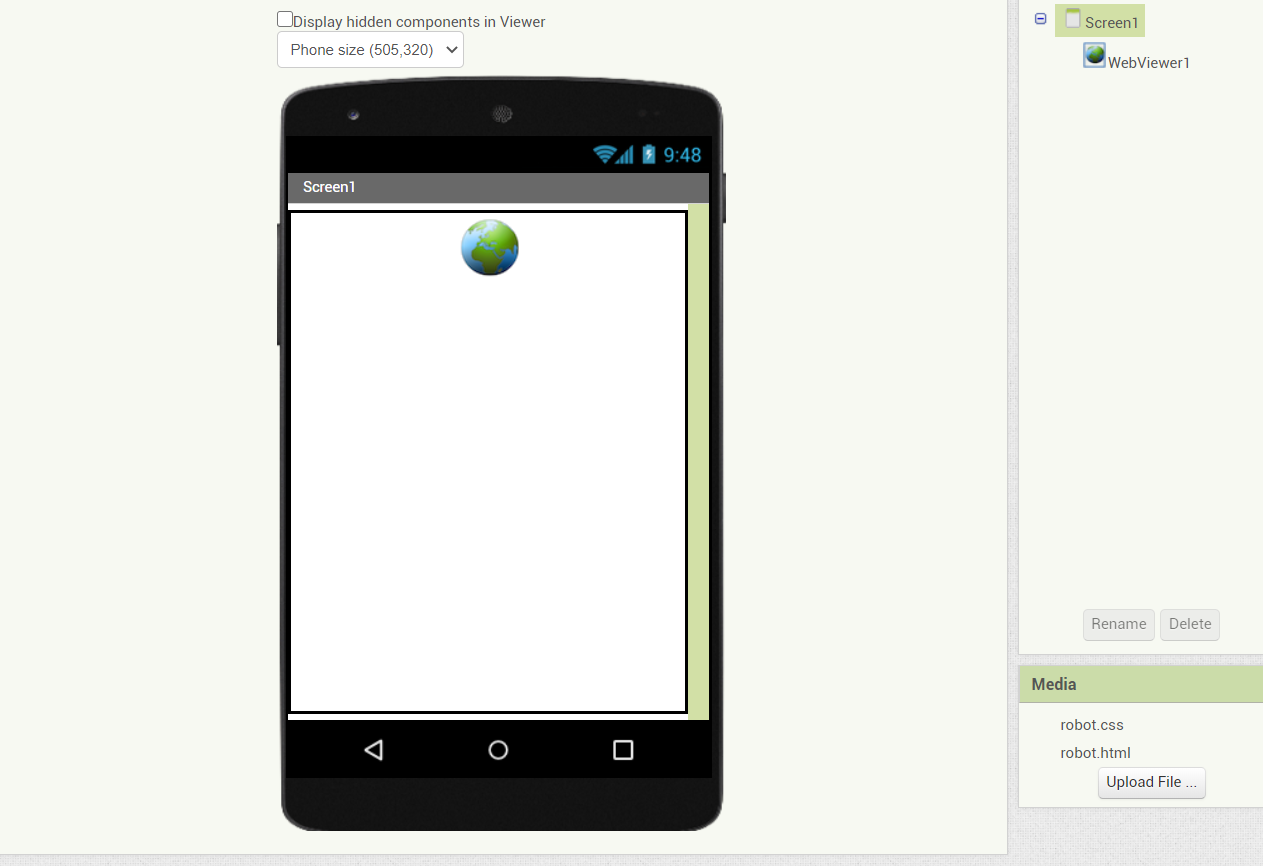 Display hidden components in Viewer
Phone size (505,320)
9:48
Screen1
Screen1
WebViewer1
Rename Delete
Media
robot.css
robot.html
Upload File ...